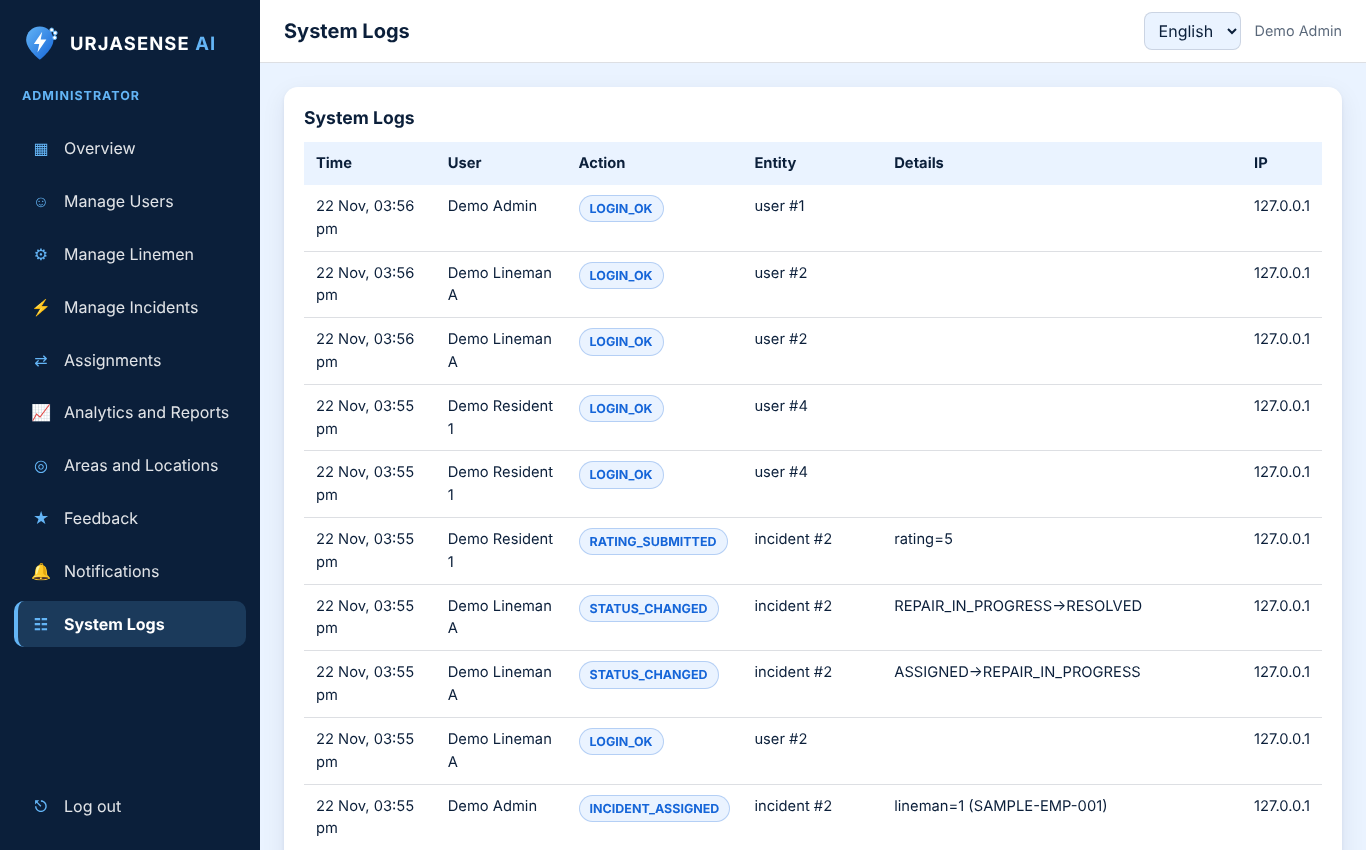 URJASENSE AI
ADMINISTRATOR
Overview
Manage Users
Manage Linemen
Manage Incidents
Assignments
Analytics and Reports
Areas and Locations
Feedback
Notifications
System Logs
Log out
System Logs
English
Demo Admin
System Logs
Time User Action Entity Details IP
22 Nov, 03:56 Demo Admin LOGIN_OK user #1 127.0.0.1
pm
22 Nov, 03:56 Demo Lineman LOGIN_OK user #2 127.0.0.1
pm A
22 Nov, 03:56 Demo Lineman LOGIN_OK user #2 127.0.0.1
pm A
22 Nov, 03:55 Demo Resident LOGIN_OK user #4 127.0.0.1
pm 1
22 Nov, 03:55 Demo Resident LOGIN_OK user #4 127.0.0.1
pm 1
22 Nov, 03:55 Demo Resident RATING_SUBMITTED incident #2 rating=5 127.0.0.1
pm 1
22 Nov, 03:55 Demo Lineman STATUS_CHANGED incident #2 REPAIR_IN_PROGRESS→RESOLVED 127.0.0.1
pm A
22 Nov, 03:55 Demo Lineman STATUS_CHANGED incident #2 ASSIGNED→REPAIR_IN_PROGRESS 127.0.0.1
pm A
22 Nov, 03:55 Demo Lineman LOGIN_OK user #2 127.0.0.1
pm A
22 Nov, 03:55 Demo Admin INCIDENT_ASSIGNED incident #2 lineman=1 (SAMPLE-EMP-001) 127.0.0.1
pm